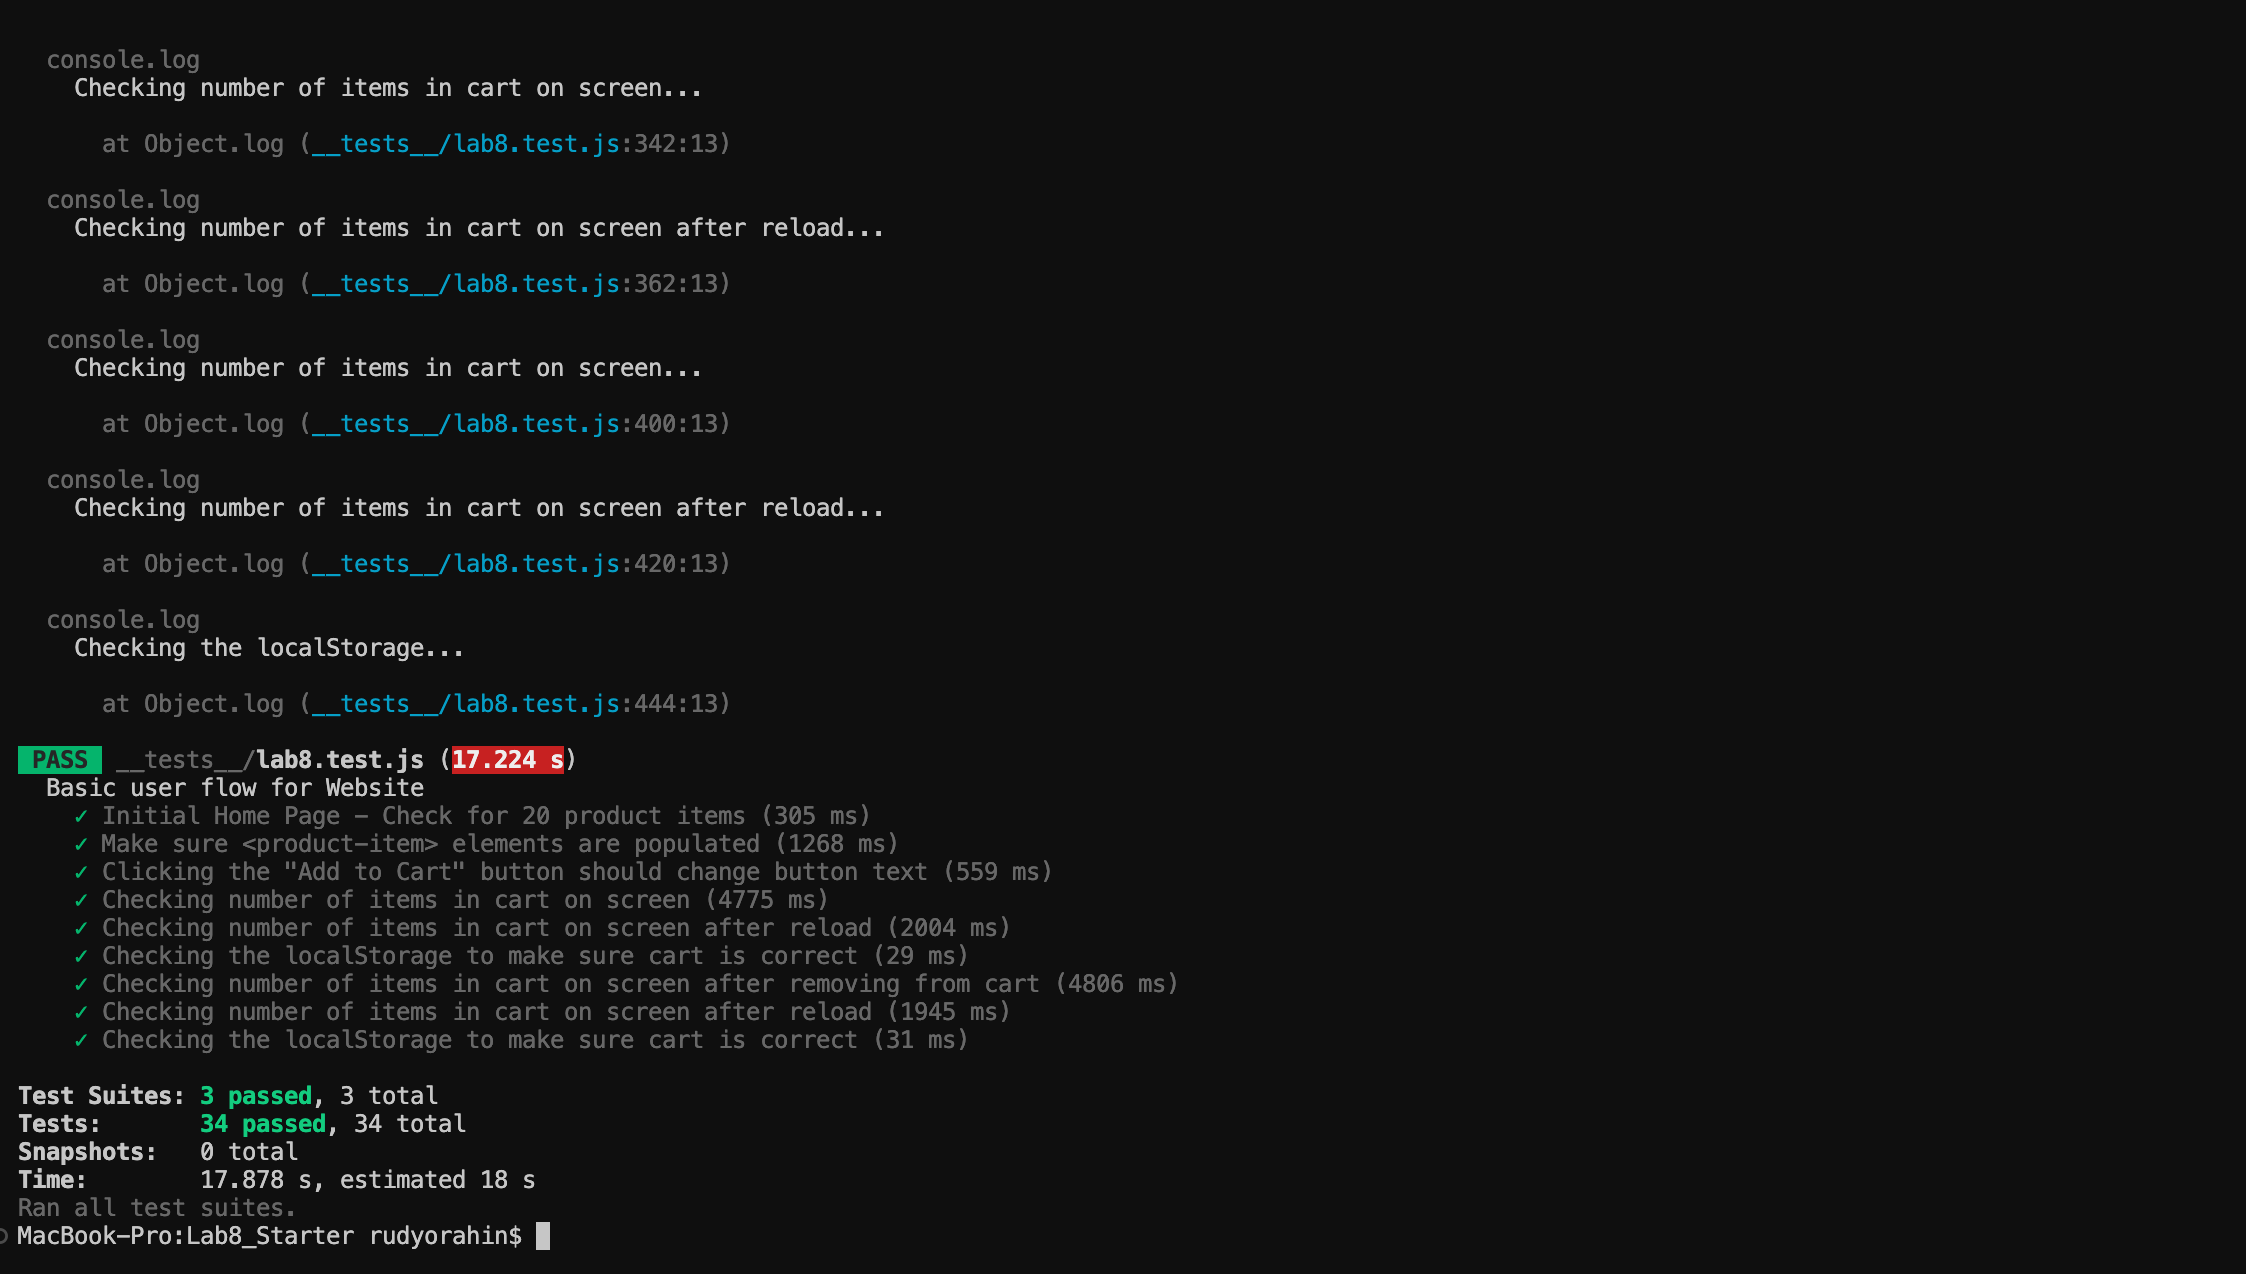 console.log
Checking number of items in cart on screen...
at Object.log (__tests__/lab8.test.js:342:13)
console.log
Checking number of items in cart on screen after reload...
at Object.log (__tests__/lab8.test.js:362:13)
console.log
Checking number of items in cart on screen...
at Object.log (__tests__/lab8.test.js:400:13)
console.log
Checking number of items in cart on screen after reload...
at Object.log (__tests__/lab8.test.js:420:13)
console.log
Checking the localStorage...
at Object.log (__tests__/lab8.test.js:444:13)
PASS __tests__/lab8.test.js (17.224 s)
Basic user flow for Website
✓ Initial Home Page – Check for 20 product items (305 ms)
✓ Make sure <product-item> elements are populated (1268 ms)
✓ Clicking the "Add to Cart" button should change button text (559 ms)
✓ Checking number of items in cart on screen (4775 ms)
✓ Checking number of items in cart on screen after reload (2004 ms)
✓ Checking the localStorage to make sure cart is correct (29 ms)
✓ Checking number of items in cart on screen after removing from cart (4806 ms)
✓ Checking number of items in cart on screen after reload (1945 ms)
✓ Checking the localStorage to make sure cart is correct (31 ms)
Test Suites: 3 passed, 3 total
Tests: 34 passed, 34 total
Snapshots: 0 total
Time: 17.878 s, estimated 18 s
Ran all test suites.
MacBook-Pro:Lab8_Starter rudyorahin$